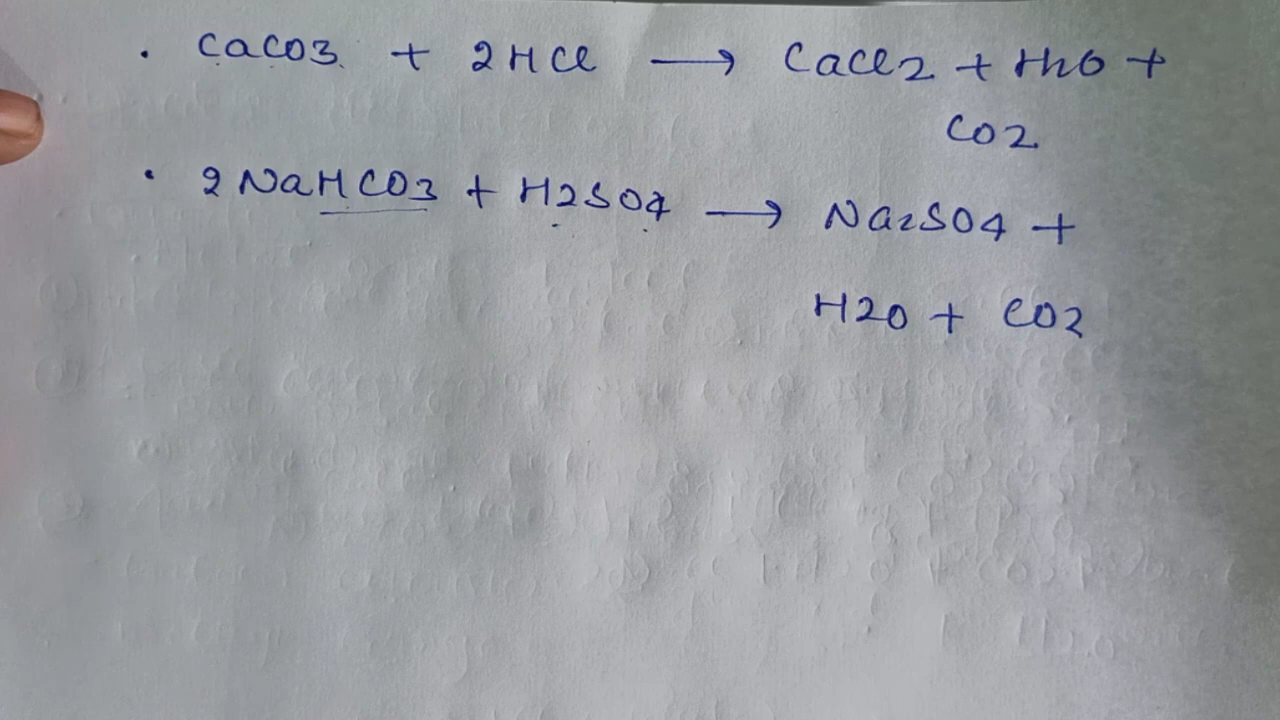 . CaCO3 + 2HCl → CaCl2 + H2O +
CO2
. 2NaHCO3 + H2SO4 → Na2SO4 +
H2O + CO2